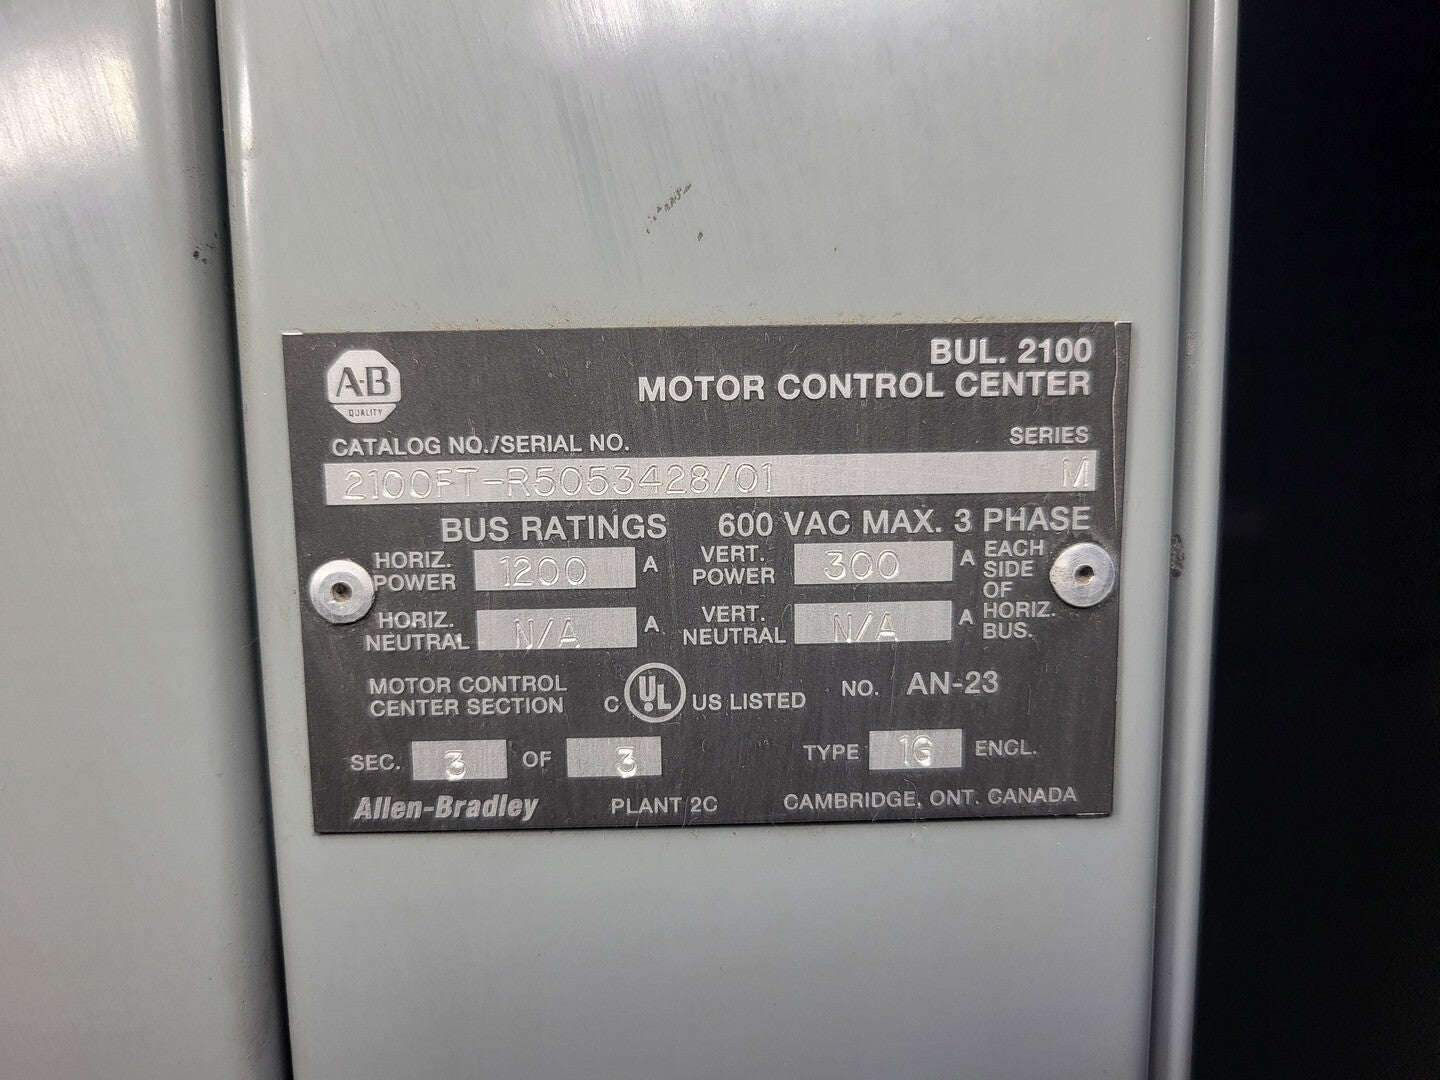 A-B
QUALITY
BUL. 2100
MOTOR CONTROL CENTER
CATALOG NO./SERIAL NO.
SERIES
2100FT-R5053428/01 M
BUS RATINGS 600 VAC MAX. 3 PHASE
HORIZ. POWER 1200 A
VERT. POWER 300 A
EACH SIDE OF HORIZ. BUS.
HORIZ. NEUTRAL N/A A
VERT. NEUTRAL N/A A
MOTOR CONTROL CENTER SECTION
C UL US LISTED NO. AN-23
SEC. 3 OF 3 TYPE 1G ENCL.
Allen-Bradley PLANT 2C CAMBRIDGE, ONT. CANADA